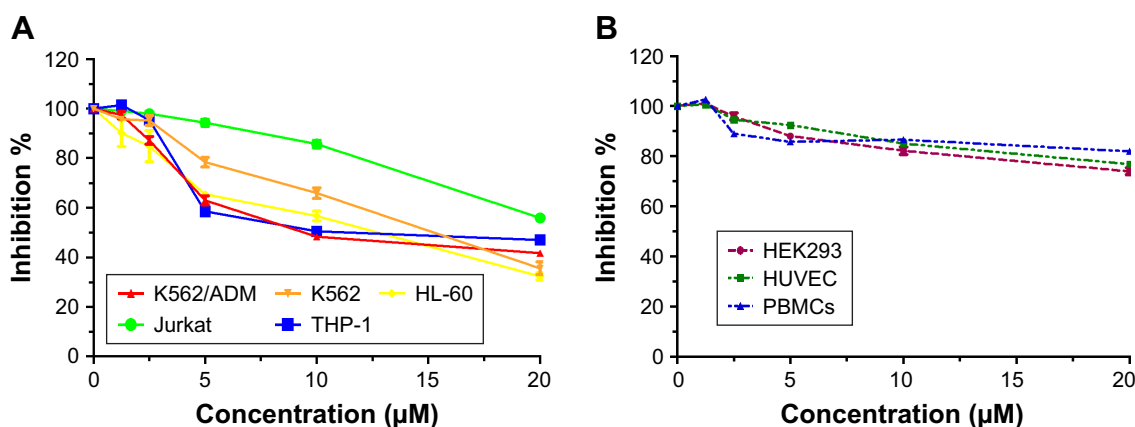 A
Inhibition %
120
100
80
60
40
20
0
K562/ADM K562 HL-60
Jurkat THP-1
0 5 10 15 20
Concentration (µM)
B
Inhibition %
120
100
80
60
40
20
0
HEK293
HUVEC
PBMCs
0 5 10 15 20
Concentration (µM)